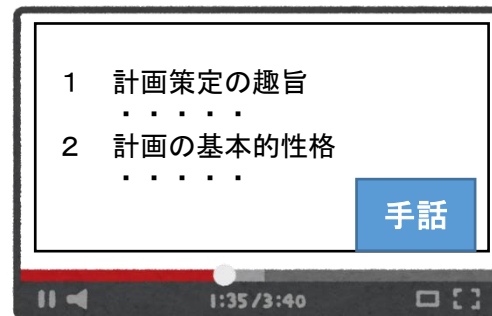 １　計画策定の趣旨
・・・・・
２　計画の基本的性格
・・・・・
手話
1:35/3:40